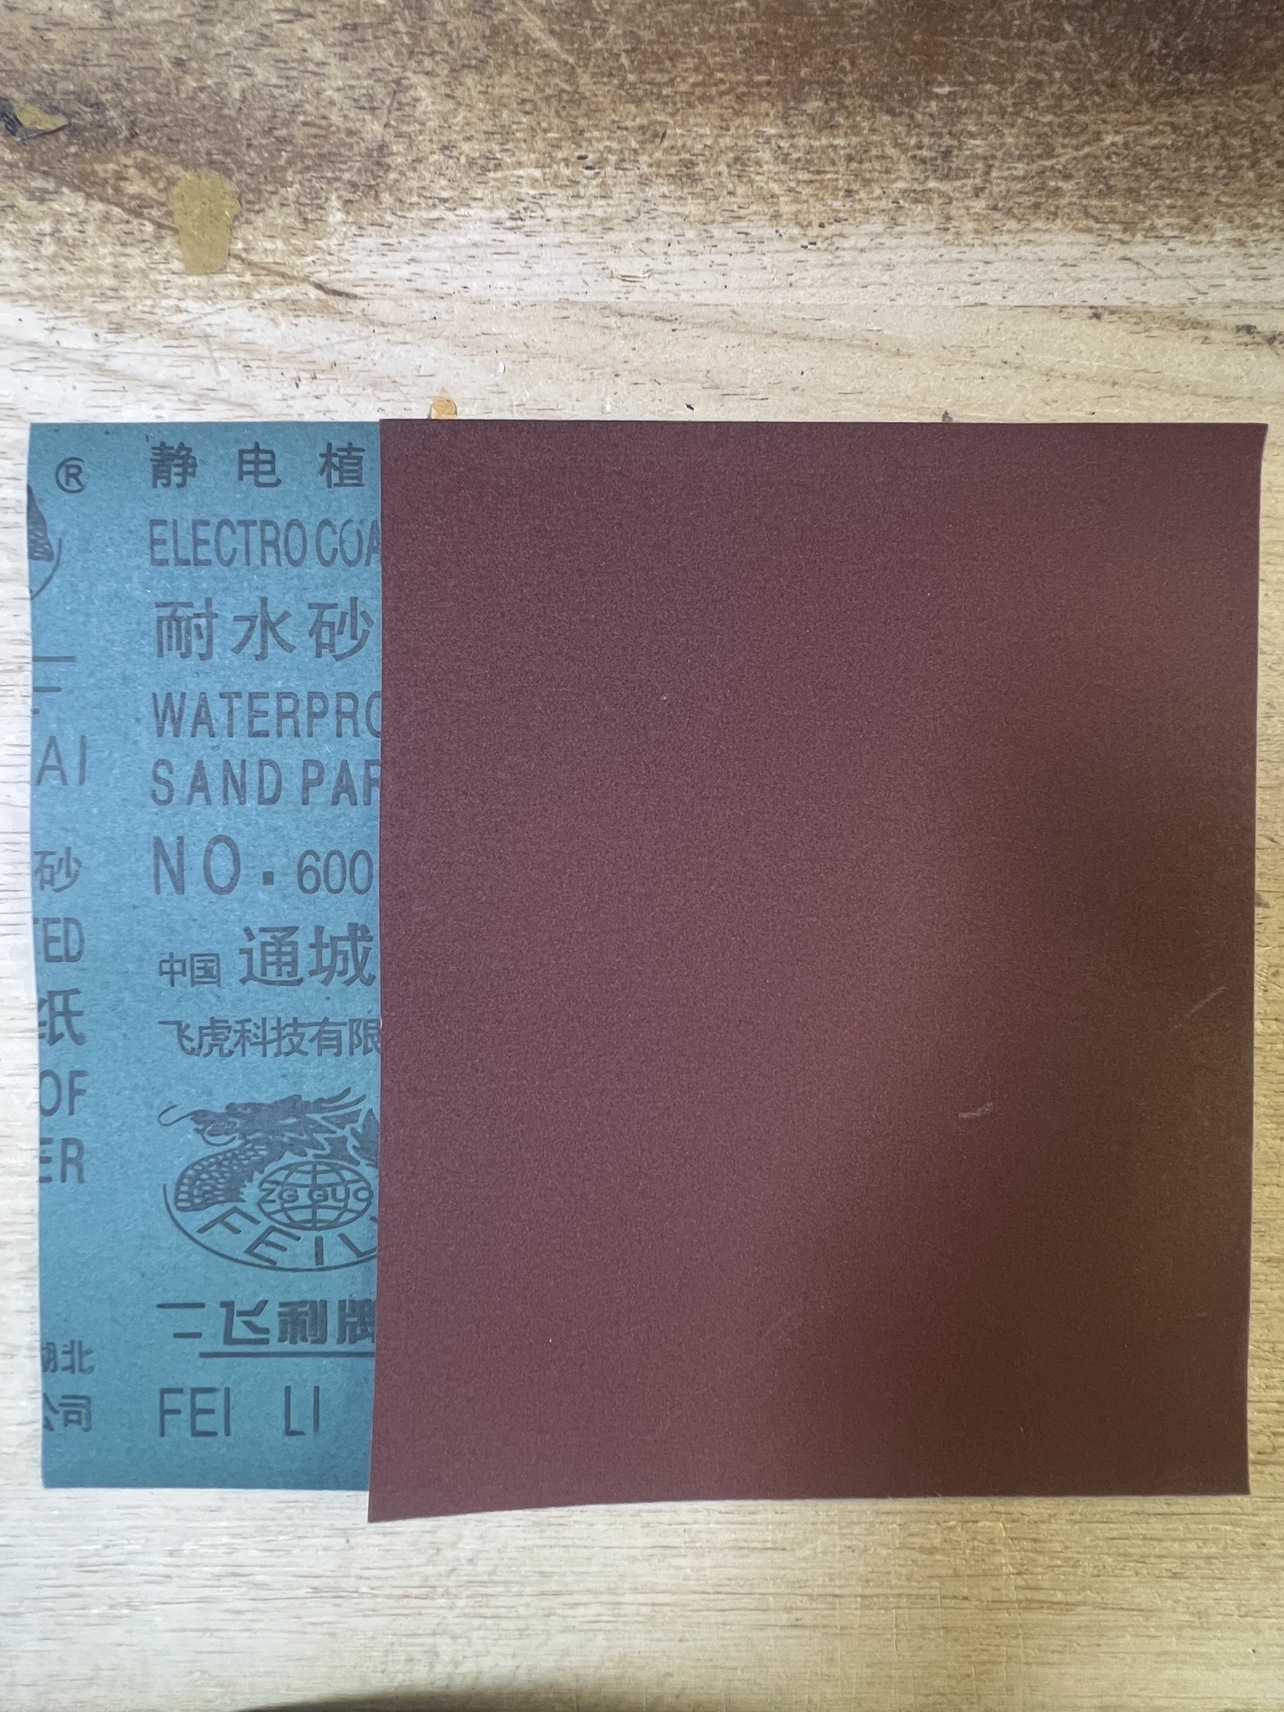 ®
静电植
ELECTRO COA
耐水砂
WATERPRO
SAND PAP
NO. 600
中国 通城
飞虎科技有限
FEILI
二飞利牌
FEI LI
AI
砂
TED
纸
OF
ER
湖北
公司